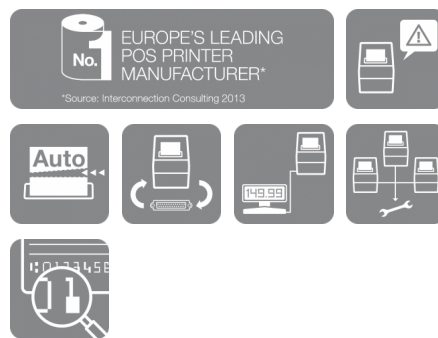 No.1
EUROPE'S LEADING
POS PRINTER
MANUFACTURER*
*Source: Interconnection Consulting 2013
Auto
149.99